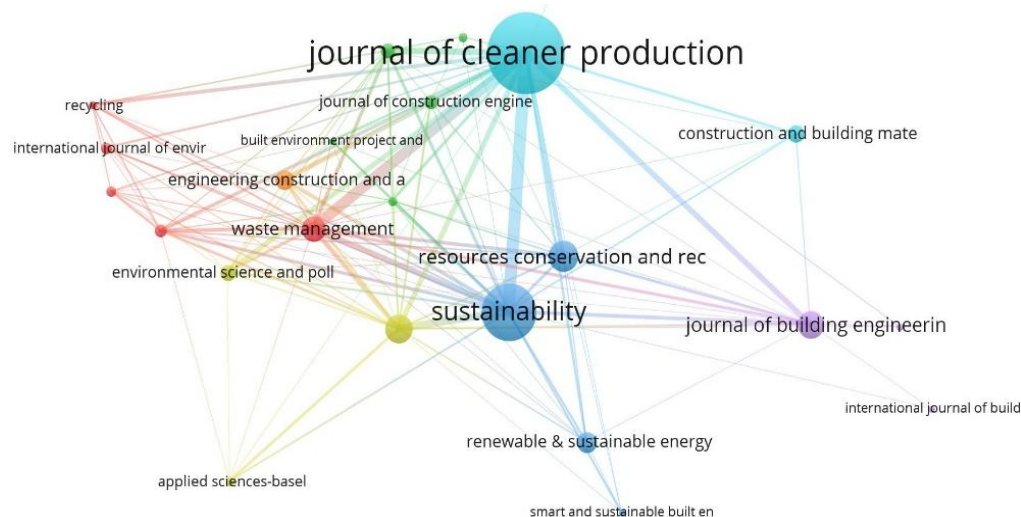 journal of cleaner production
recycling
journal of construction engine
construction and building mate
built environment project and
international journal of envir
engineering construction and a
waste management
resources conservation and rec
environmental science and poll
sustainability
journal of building engineerin
international journal of build
renewable & sustainable energy
applied sciences-basel
smart and sustainable built en